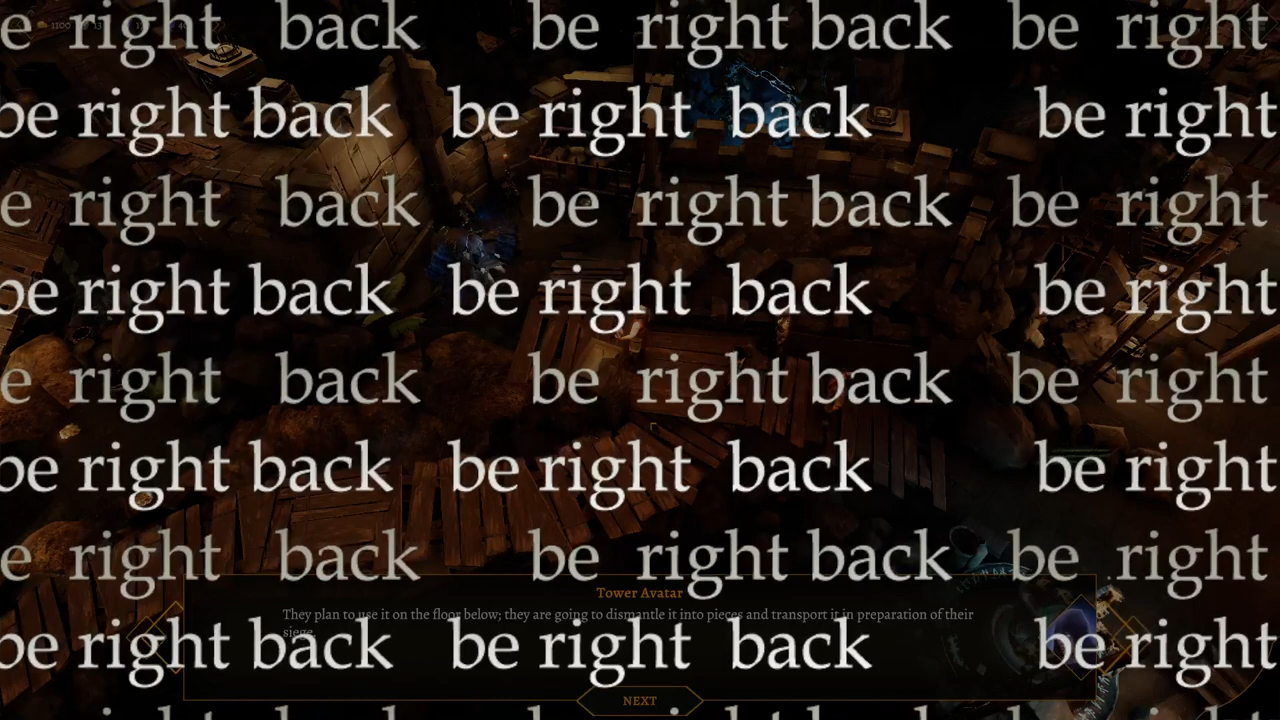 e right back be right back be right
be right back be right back be right
e right back be right back be right
be right back be right back be right
e right back be right back be right
be right back be right back be right
e right back be right back be right
Tower Avatar
They plan to use it on the floor below; they are going to dismantle it into pieces and transport it in preparation of their
siege.
be right back be right back be right
NEXT